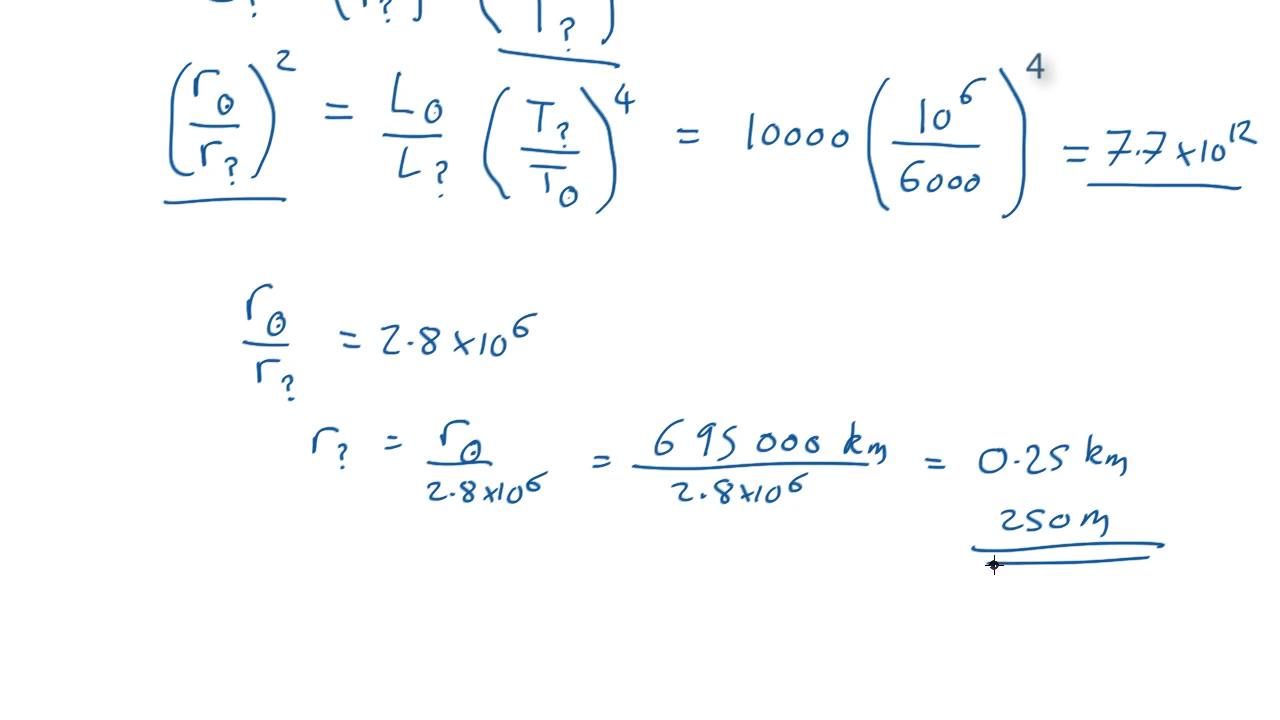 (r⊙/r?)² = L⊙/L? (T?/T⊙)⁴ = 10000 (10⁶/6000)⁴ = 7.7 × 10¹²
r⊙/r? = 2.8 × 10⁶
r? = r⊙/2.8×10⁶ = 695 000 km/2.8×10⁶ = 0.25 km
250 m